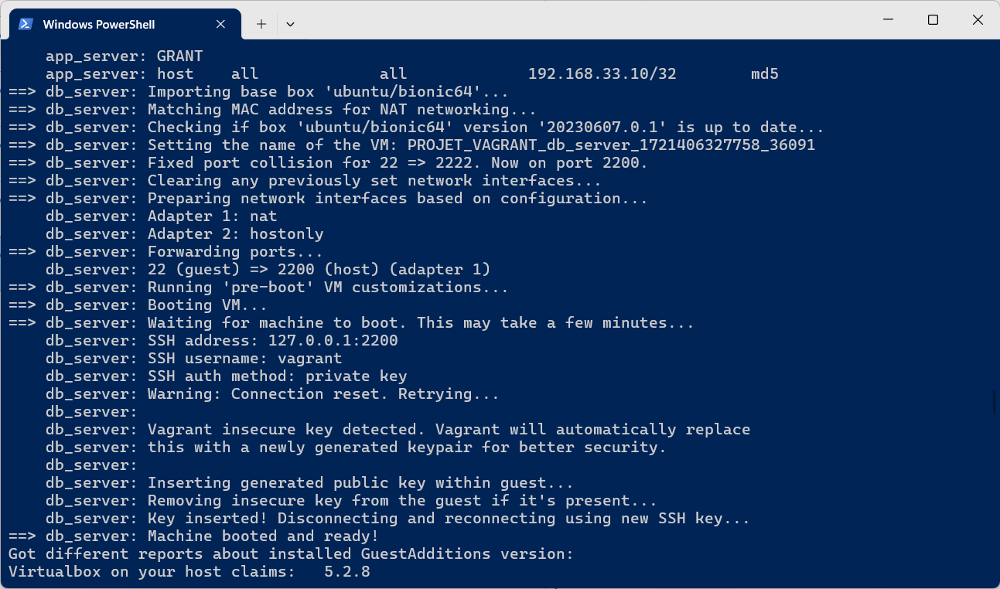 Windows PowerShell
app_server: GRANT
app_server: host    all             all             192.168.33.10/32        md5
==> db_server: Importing base box 'ubuntu/bionic64'...
==> db_server: Matching MAC address for NAT networking...
==> db_server: Checking if box 'ubuntu/bionic64' version '20230607.0.1' is up to date...
==> db_server: Setting the name of the VM: PROJET_VAGRANT_db_server_1721406327758_36091
==> db_server: Fixed port collision for 22 => 2222. Now on port 2200.
==> db_server: Clearing any previously set network interfaces...
==> db_server: Preparing network interfaces based on configuration...
db_server: Adapter 1: nat
db_server: Adapter 2: hostonly
==> db_server: Forwarding ports...
db_server: 22 (guest) => 2200 (host) (adapter 1)
==> db_server: Running 'pre-boot' VM customizations...
==> db_server: Booting VM...
==> db_server: Waiting for machine to boot. This may take a few minutes...
db_server: SSH address: 127.0.0.1:2200
db_server: SSH username: vagrant
db_server: SSH auth method: private key
db_server: Warning: Connection reset. Retrying...
db_server:
db_server: Vagrant insecure key detected. Vagrant will automatically replace
db_server: this with a newly generated keypair for better security.
db_server:
db_server: Inserting generated public key within guest...
db_server: Removing insecure key from the guest if it's present...
db_server: Key inserted! Disconnecting and reconnecting using new SSH key...
==> db_server: Machine booted and ready!
Got different reports about installed GuestAdditions version:
Virtualbox on your host claims:   5.2.8